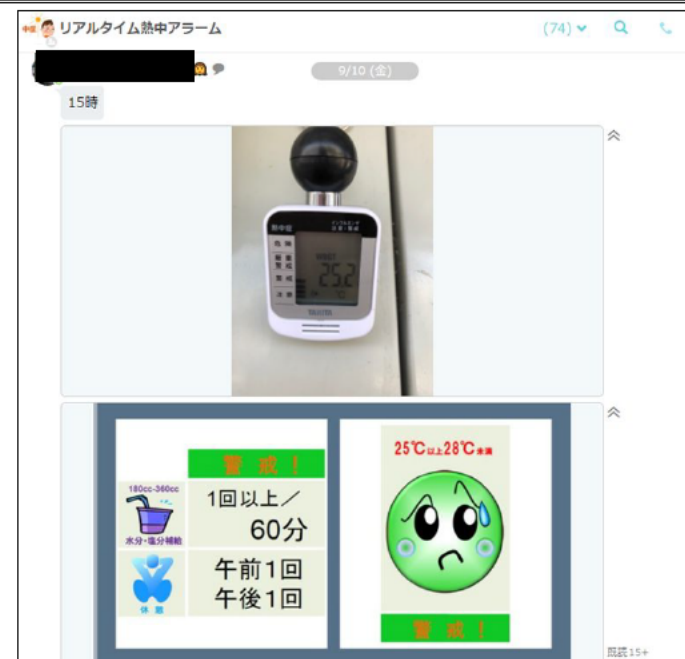 リアルタイム熱中アラーム
(74)
9/10 (金)
15時
熱中症
危険
厳重
警戒
警戒
注意
WBGT
25.2
℃
TANITA
警戒！
180cc-360cc
水分・塩分補給
1回以上／
60分
休憩
午前1回
午後1回
25℃以上28℃未満
警戒！
既読15+